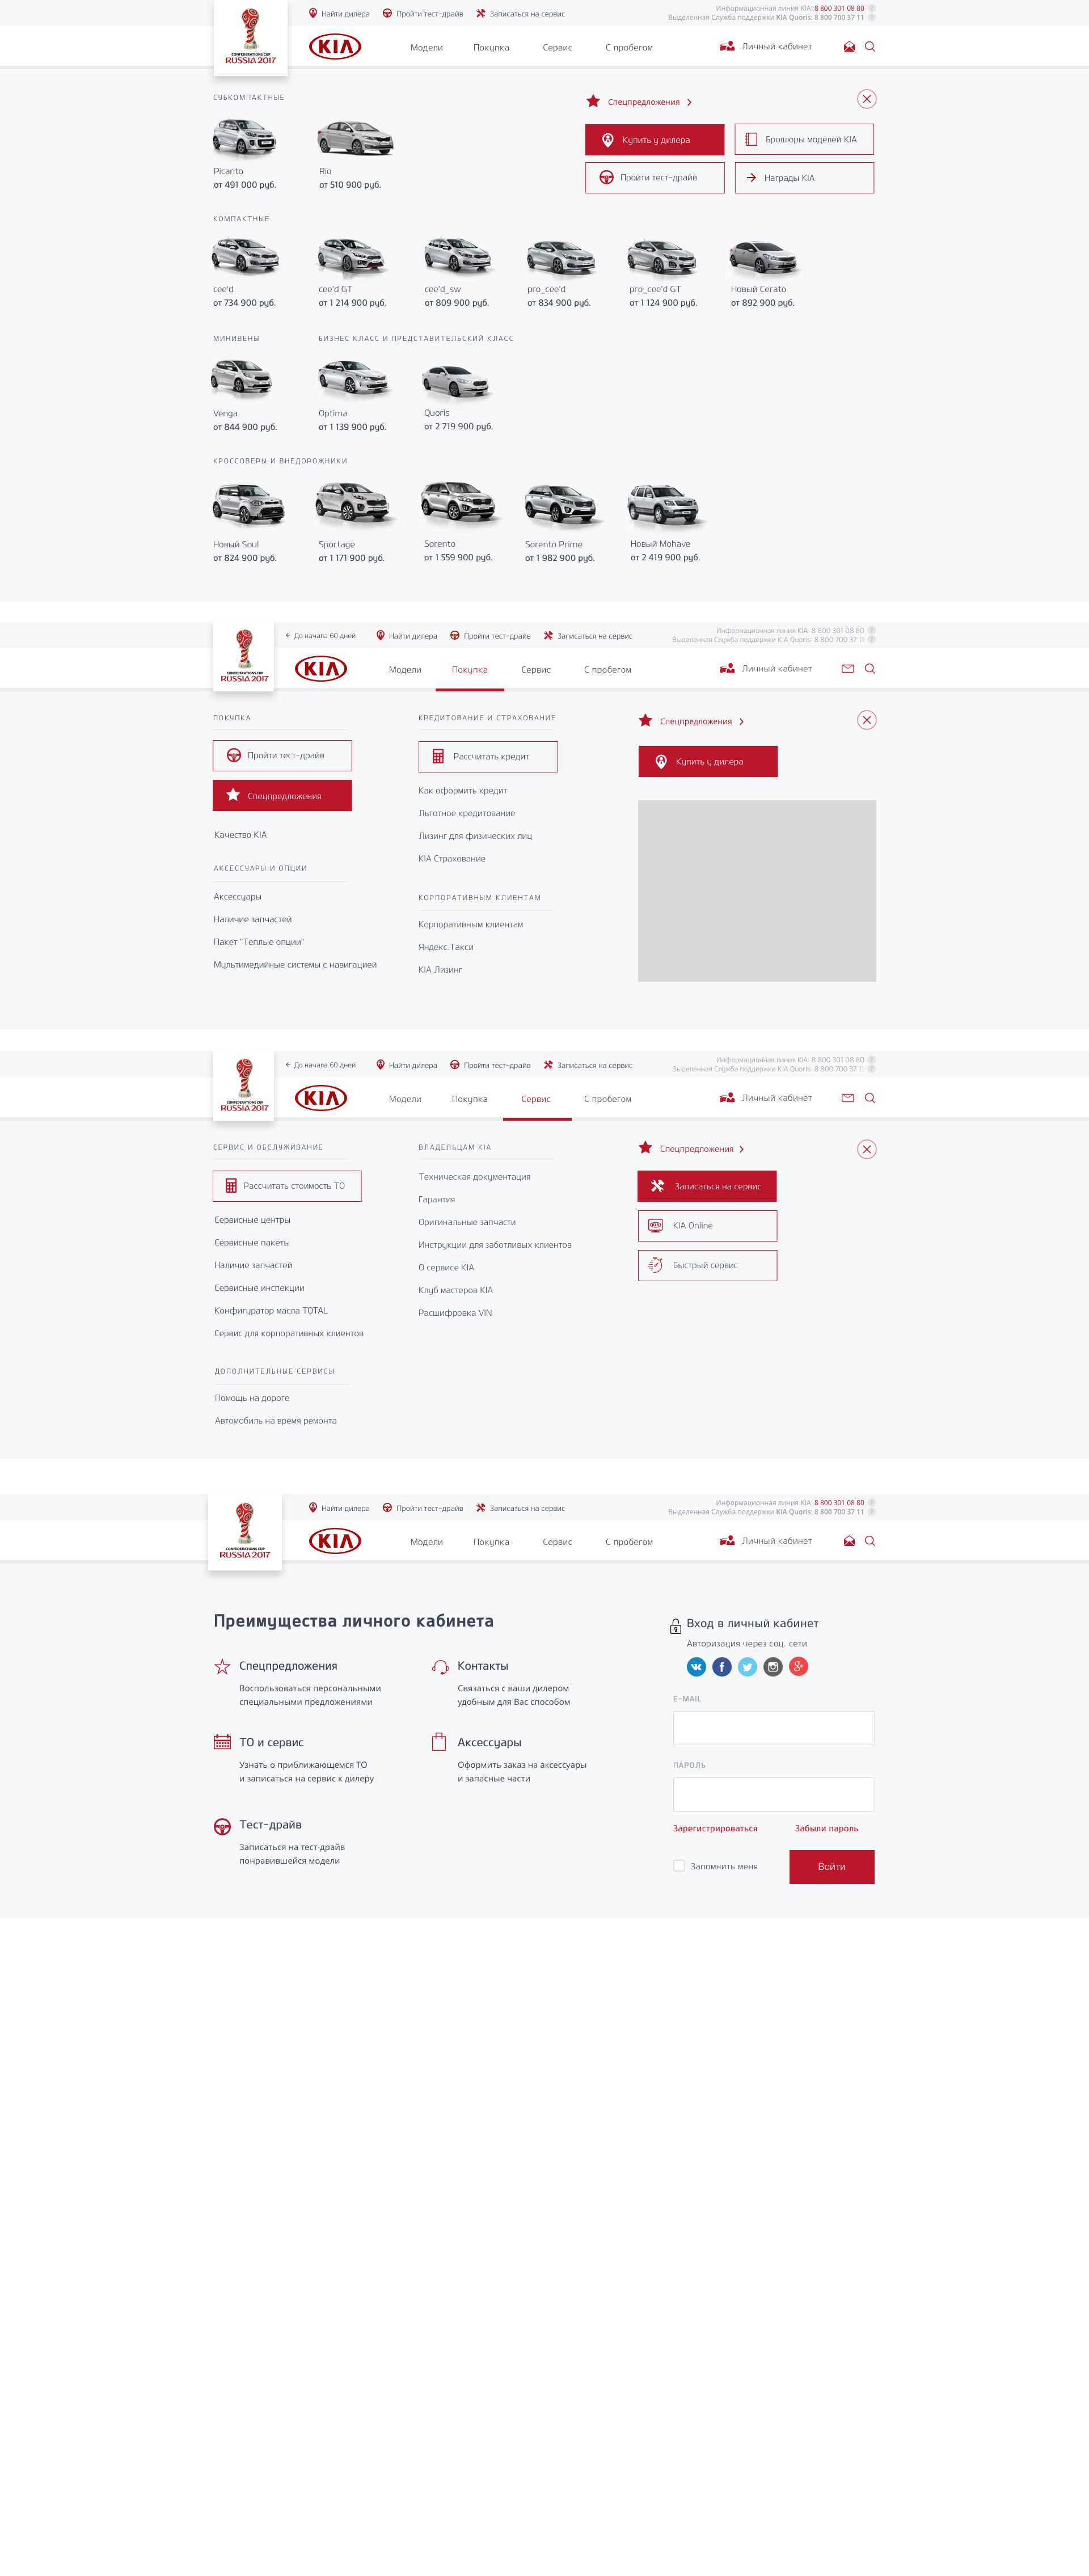 Найти дилера Пройти тест-драйв Записаться на сервис
Информационная линия KIA: 8 800 301 08 80 ?
Выделенная Служба поддержки KIA Quoris: 8 800 700 37 11 ?
CONFEDERATIONS CUP
RUSSIA 2017
KIA
Модели Покупка Сервис С пробегом Личный кабинет
СУБКОМПАКТНЫЕ
Спецпредложения
Купить у дилера Брошюры моделей KIA
Пройти тест-драйв Награды KIA
Picanto Rio
от 491 000 руб. от 510 900 руб.
КОМПАКТНЫЕ
cee'd cee'd GT cee'd_sw pro_cee'd pro_cee'd GT Новый Cerato
от 734 900 руб. от 1 214 900 руб. от 809 900 руб. от 834 900 руб. от 1 124 900 руб. от 892 900 руб.
МИНИВЕНЫ БИЗНЕС КЛАСС И ПРЕДСТАВИТЕЛЬСКИЙ КЛАСС
Venga Optima Quoris
от 844 900 руб. от 1 139 900 руб. от 2 719 900 руб.
КРОССОВЕРЫ И ВНЕДОРОЖНИКИ
Новый Soul Sportage Sorento Sorento Prime Новый Mohave
от 824 900 руб. от 1 171 900 руб. от 1 559 900 руб. от 1 982 900 руб. от 2 419 900 руб.
До начала 60 дней Найти дилера Пройти тест-драйв Записаться на сервис
Информационная линия KIA: 8 800 301 08 80 ?
Выделенная Служба поддержки KIA Quoris: 8 800 700 37 11 ?
CONFEDERATIONS CUP
RUSSIA 2017
KIA
Модели Покупка Сервис С пробегом Личный кабинет
ПОКУПКА
Пройти тест-драйв
Спецпредложения
Качество KIA
АКСЕССУАРЫ И ОПЦИИ
Аксессуары
Наличие запчастей
Пакет "Теплые опции"
Мультимедийные системы с навигацией
КРЕДИТОВАНИЕ И СТРАХОВАНИЕ
Рассчитать кредит
Как оформить кредит
Льготное кредитование
Лизинг для физических лиц
KIA Страхование
КОРПОРАТИВНЫМ КЛИЕНТАМ
Корпоративным клиентам
Яндекс.Такси
KIA Лизинг
Спецпредложения
Купить у дилера
До начала 60 дней Найти дилера Пройти тест-драйв Записаться на сервис
Информационная линия KIA: 8 800 301 08 80 ?
Выделенная Служба поддержки KIA Quoris: 8 800 700 37 11 ?
CONFEDERATIONS CUP
RUSSIA 2017
KIA
Модели Покупка Сервис С пробегом Личный кабинет
СЕРВИС И ОБСЛУЖИВАНИЕ
Рассчитать стоимость ТО
Сервисные центры
Сервисные пакеты
Наличие запчастей
Сервисные инспекции
Конфигуратор масла TOTAL
Сервис для корпоративных клиентов
ДОПОЛНИТЕЛЬНЫЕ СЕРВИСЫ
Помощь на дороге
Автомобиль на время ремонта
ВЛАДЕЛЬЦАМ KIA
Техническая документация
Гарантия
Оригинальные запчасти
Инструкции для заботливых клиентов
О сервисе KIA
Клуб мастеров KIA
Расшифровка VIN
Спецпредложения
Записаться на сервис
KIA Online
Быстрый сервис
Найти дилера Пройти тест-драйв Записаться на сервис
Информационная линия KIA: 8 800 301 08 80 ?
Выделенная Служба поддержки KIA Quoris: 8 800 700 37 11 ?
CONFEDERATIONS CUP
RUSSIA 2017
KIA
Модели Покупка Сервис С пробегом Личный кабинет
Преимущества личного кабинета
Спецпредложения
Воспользоваться персональными
специальными предложениями
Контакты
Связаться с ваши дилером
удобным для Вас способом
ТО и сервис
Узнать о приближающемся ТО
и записаться на сервис к дилеру
Аксессуары
Оформить заказ на аксессуары
и запасные части
Тест-драйв
Записаться на тест-драйв
понравившейся модели
Вход в личный кабинет
Авторизация через соц. сети
E-MAIL
ПАРОЛЬ
Зарегистрироваться Забыли пароль
Запомнить меня Войти